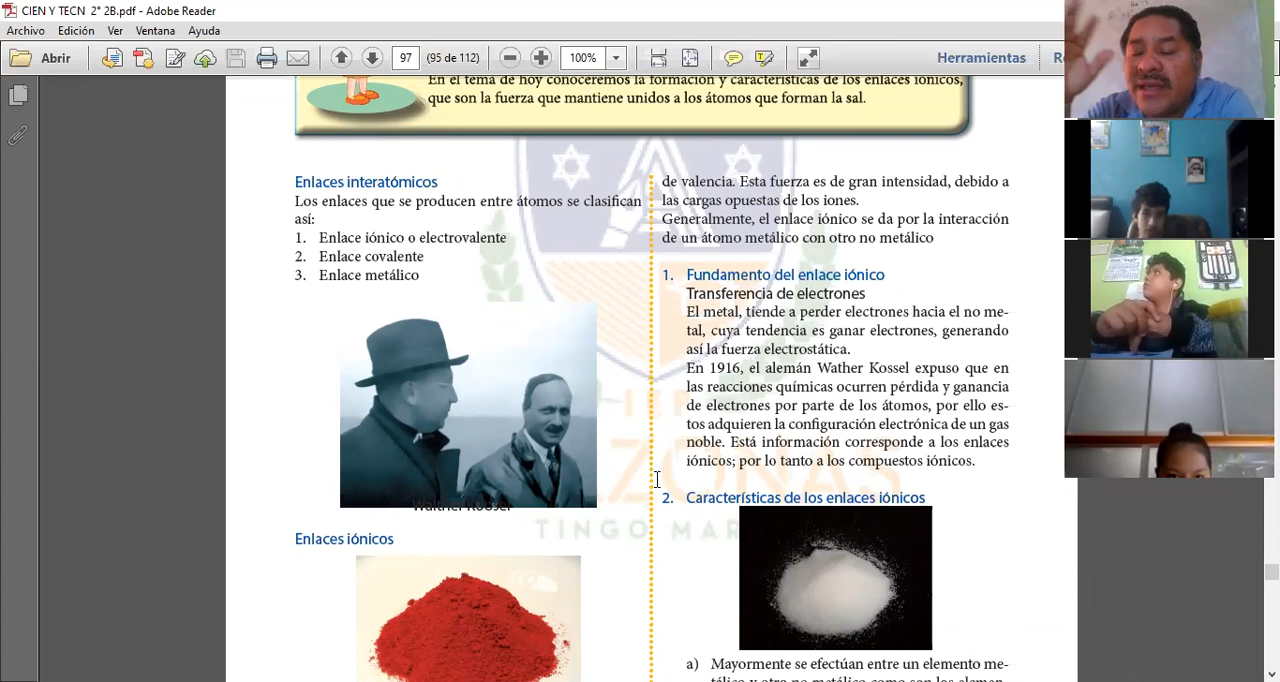 CIEN Y TECN 2° 2B.pdf - Adobe Reader
Archivo Edición Ver Ventana Ayuda
Abrir
97 (95 de 112)
100%
Herramientas
En el tema de hoy conoceremos la formación y características de los enlaces iónicos,
que son la fuerza que mantiene unidos a los átomos que forman la sal.
Enlaces interatómicos
Los enlaces que se producen entre átomos se clasifican
así:
1. Enlace iónico o electrovalente
2. Enlace covalente
3. Enlace metálico
Enlaces iónicos
de valencia. Esta fuerza es de gran intensidad, debido a
las cargas opuestas de los iones.
Generalmente, el enlace iónico se da por la interacción
de un átomo metálico con otro no metálico
1. Fundamento del enlace iónico
Transferencia de electrones
El metal, tiende a perder electrones hacia el no me-
tal, cuya tendencia es ganar electrones, generando
así la fuerza electrostática.
En 1916, el alemán Wather Kossel expuso que en
las reacciones químicas ocurren pérdida y ganancia
de electrones por parte de los átomos, por ello es-
tos adquieren la configuración electrónica de un gas
noble. Está información corresponde a los enlaces
iónicos; por lo tanto a los compuestos iónicos.
2. Características de los enlaces iónicos
a) Mayormente se efectúan entre un elemento me-
TINGO MAR